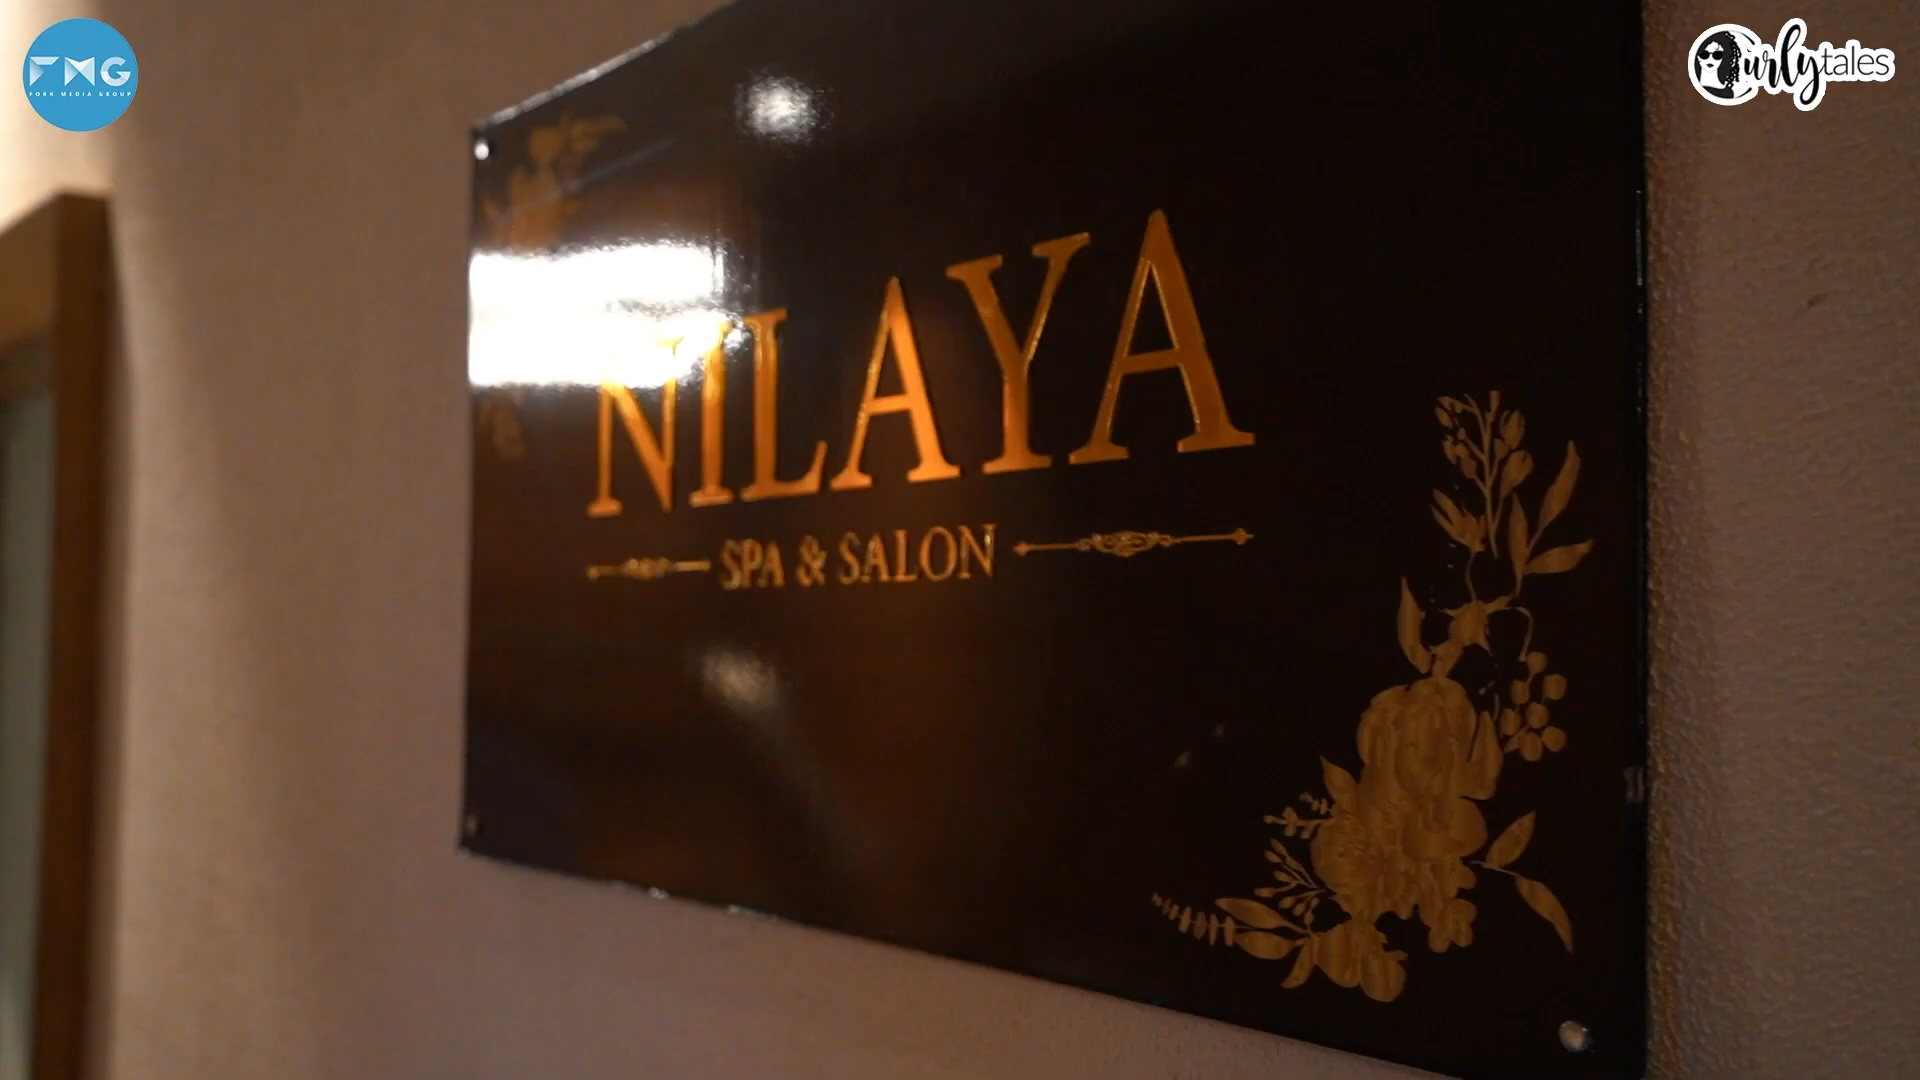 FMG
FORK MEDIA GROUP
Curlytales
NILAYA
SPA & SALON